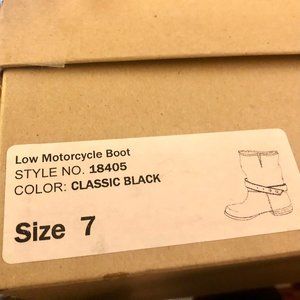 Low Motorcycle Boot
STYLE NO. 18405
COLOR: CLASSIC BLACK
Size 7